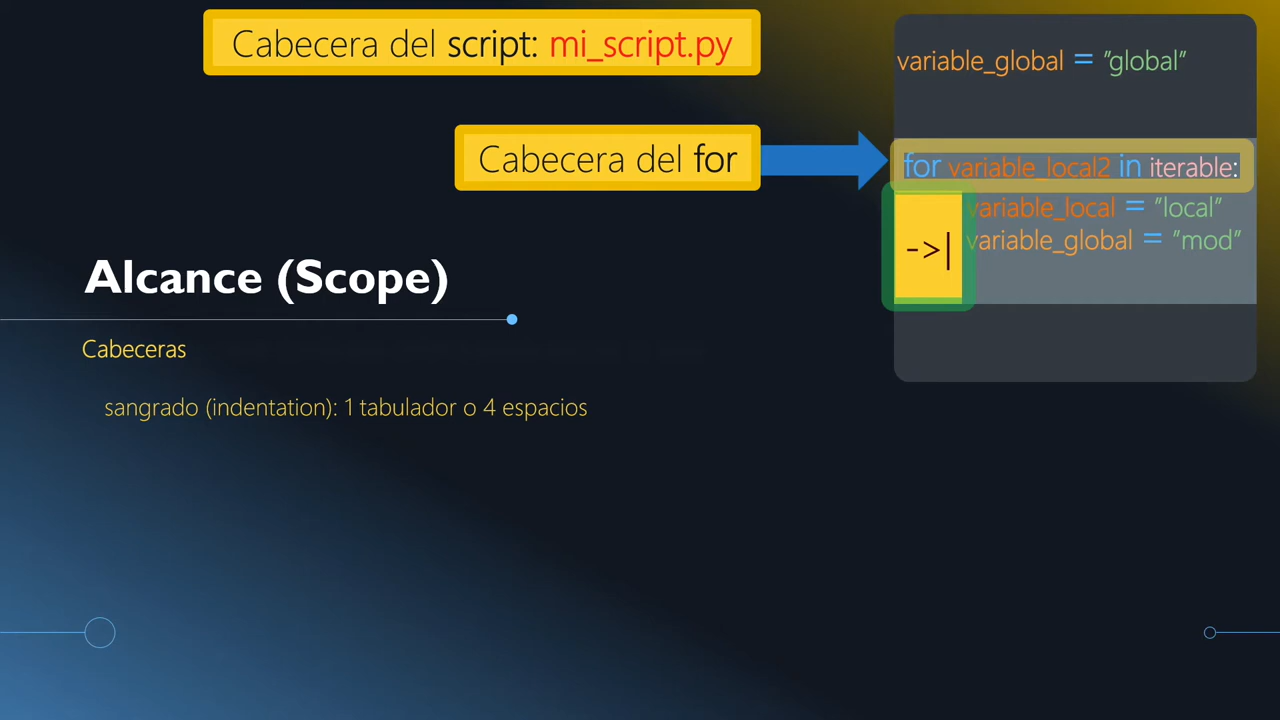 Cabecera del script: mi_script.py
variable_global = "global"
Cabecera del for
for variable_local2 in iterable:
variable_local = "local"
->|
variable_global = "mod"
Alcance (Scope)
Cabeceras
sangrado (indentation): 1 tabulador o 4 espacios